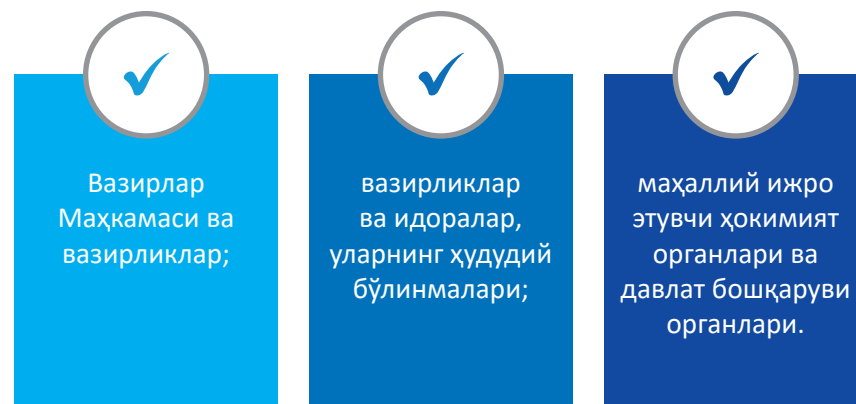 Вазирлар
Маҳкамаси ва
вазирликлар;
вазирликлар
ва идоралар,
уларнинг ҳудудий
бўлинмалари;
маҳаллий ижро
этувчи ҳокимият
органлари ва
давлат бошқаруви
органлари.